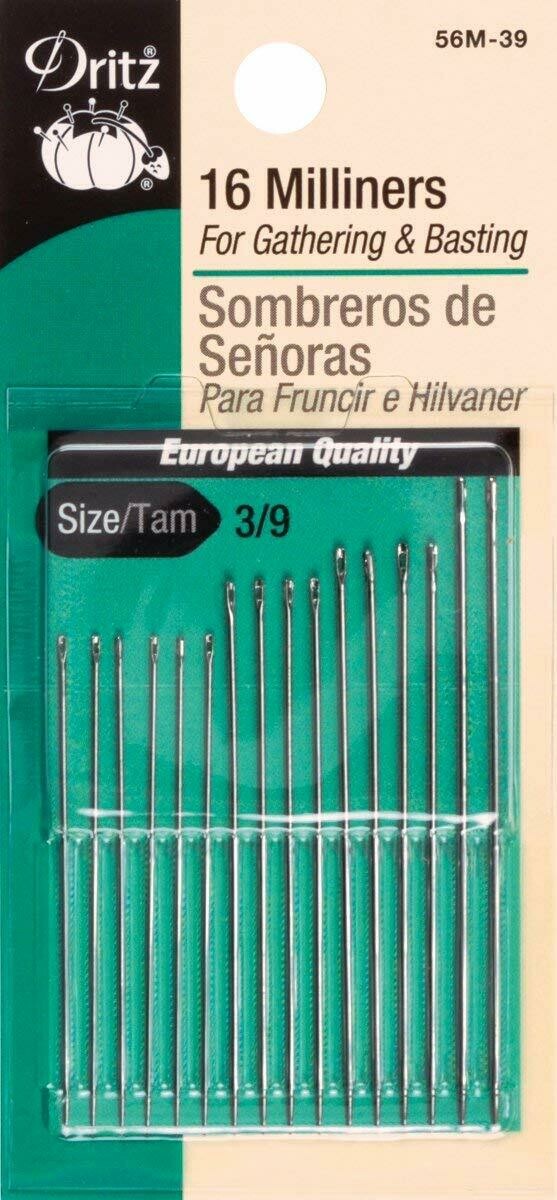 56M-39
Dritz®
®
16 Milliners
For Gathering & Basting
Sombreros de
Señoras
Para Fruncir e Hilvaner
European Quality
Size/Tam 3/9